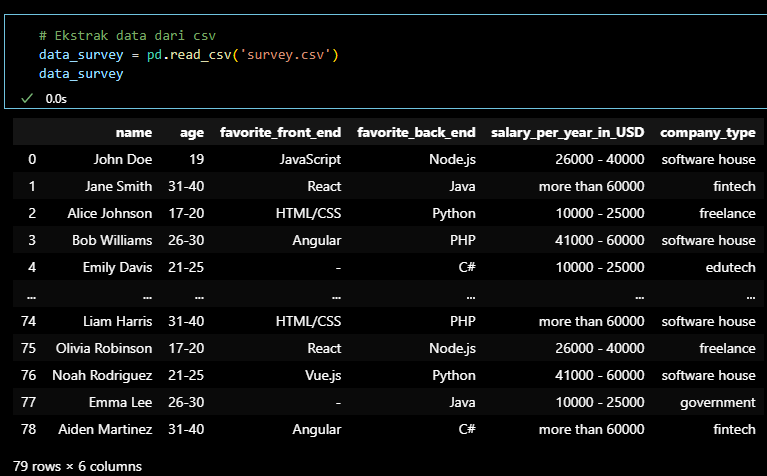 # Ekstrak data dari csv
data_survey = pd.read_csv('survey.csv')
data_survey
0.0s
name age favorite_front_end favorite_back_end salary_per_year_in_USD company_type
0 John Doe 19 JavaScript Node.js 26000 - 40000 software house
1 Jane Smith 31-40 React Java more than 60000 fintech
2 Alice Johnson 17-20 HTML/CSS Python 10000 - 25000 freelance
3 Bob Williams 26-30 Angular PHP 41000 - 60000 software house
4 Emily Davis 21-25 - C# 10000 - 25000 edutech
... ... ... ... ... ... ...
74 Liam Harris 31-40 HTML/CSS PHP more than 60000 software house
75 Olivia Robinson 17-20 React Node.js 26000 - 40000 freelance
76 Noah Rodriguez 21-25 Vue.js Python 41000 - 60000 software house
77 Emma Lee 26-30 - Java 10000 - 25000 government
78 Aiden Martinez 31-40 Angular C# more than 60000 fintech
79 rows × 6 columns